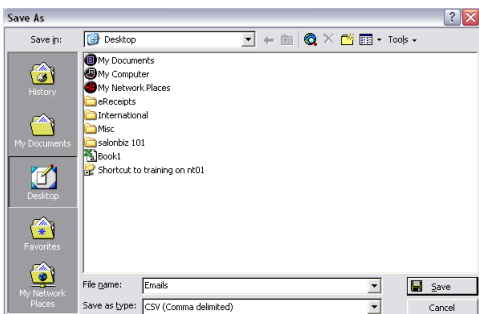 Save As
Save in:
Desktop
Tools
History
My Documents
Desktop
Favorites
My Network Places
My Documents
My Computer
My Network Places
eReceipts
International
Misc
salonbiz 101
Book1
Shortcut to training on nt01
File name:
Emails
Save
Save as type:
CSV (Comma delimited)
Cancel